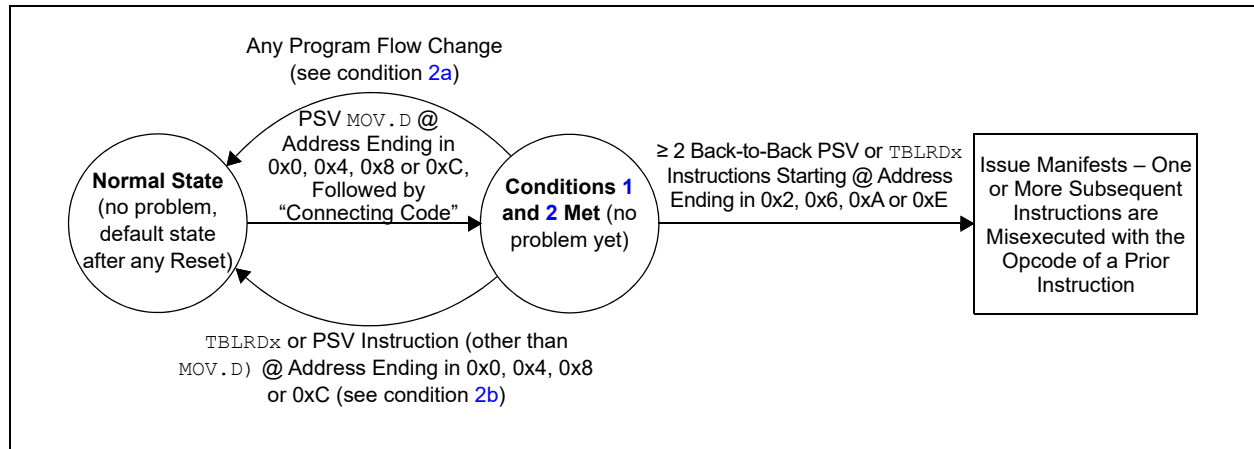 Any Program Flow Change
(see condition 2a)
PSV MOV.D @
Address Ending in
0x0, 0x4, 0x8 or 0xC,
Followed by
“Connecting Code”
Normal State
(no problem,
default state
after any Reset)
Conditions 1
and 2 Met (no
problem yet)
≥ 2 Back-to-Back PSV or TBLRDx
Instructions Starting @ Address
Ending in 0x2, 0x6, 0xA or 0xE
Issue Manifests – One
or More Subsequent
Instructions are
Misexecuted with the
Opcode of a Prior
Instruction
TBLRDx or PSV Instruction (other than
MOV.D) @ Address Ending in 0x0, 0x4, 0x8
or 0xC (see condition 2b)